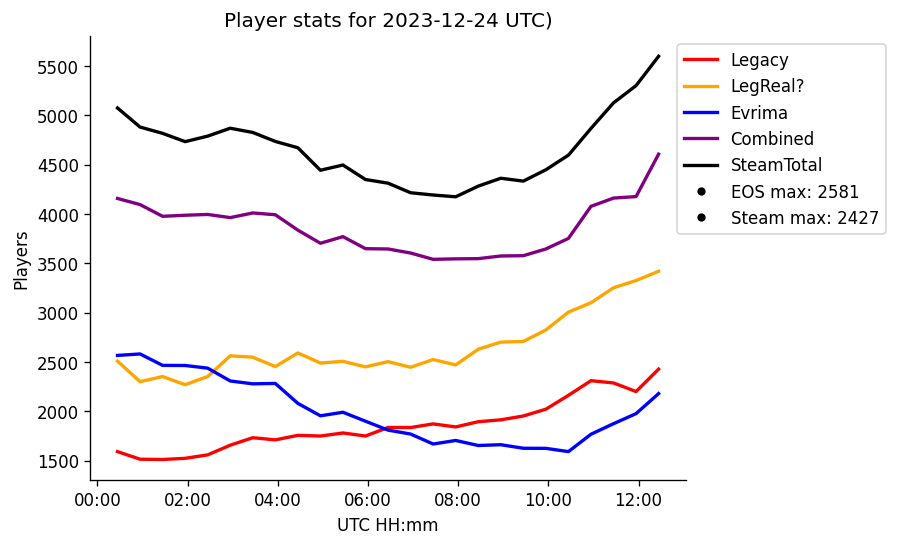 Player stats for 2023-12-24 UTC)
Players
5500
5000
4500
4000
3500
3000
2500
2000
1500
00:00 02:00 04:00 06:00 08:00 10:00 12:00
UTC HH:mm
Legacy
LegReal?
Evrima
Combined
SteamTotal
EOS max: 2581
Steam max: 2427